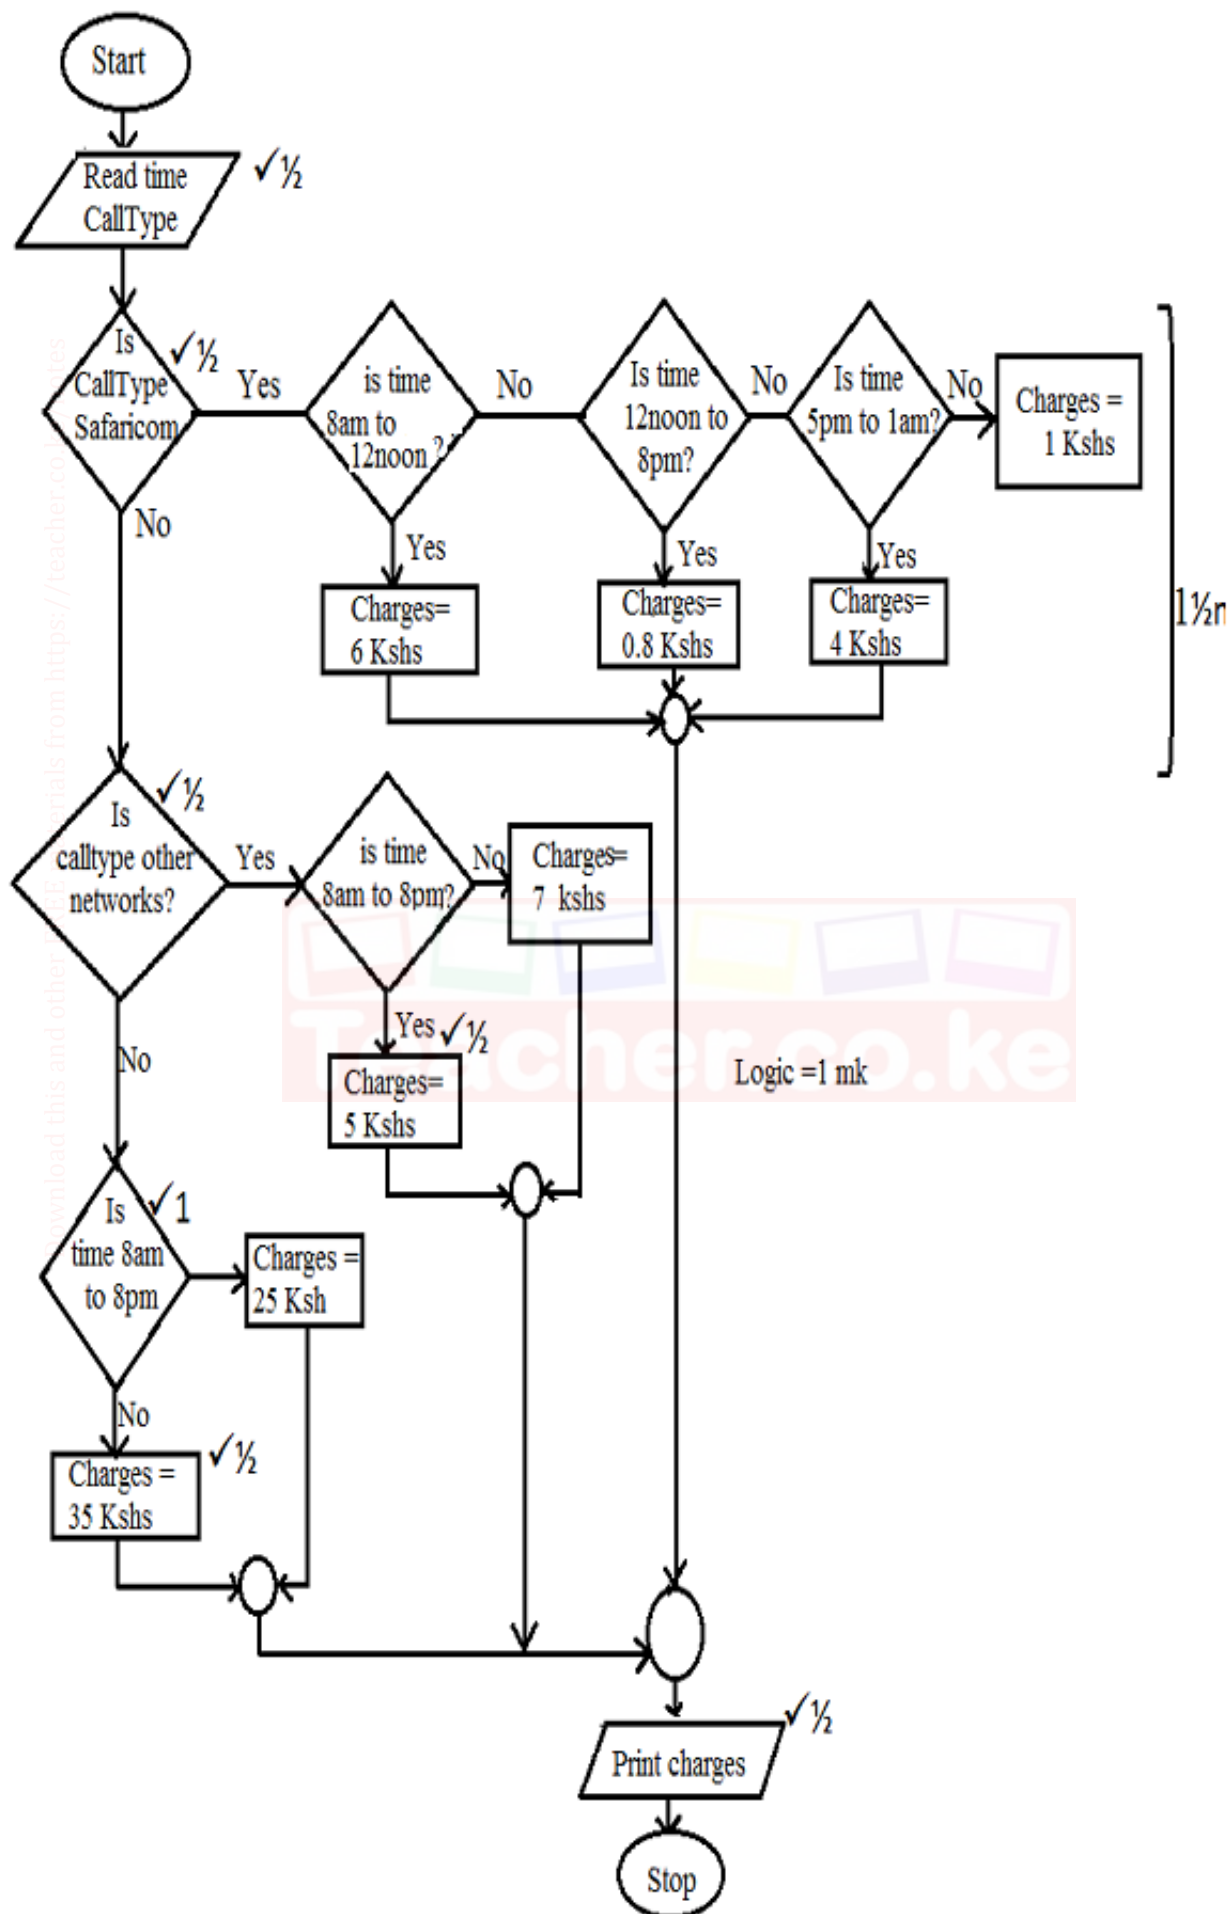 Start
Read time
CallType
✓½
Is
CallType
Safaricom
✓½
Yes
No
is time
8am to
12noon ?
No
Yes
Is time
12noon to
8pm?
No
Yes
Is time
5pm to 1am?
No
Yes
Charges =
1 Kshs
Charges=
6 Kshs
Charges=
0.8 Kshs
Charges=
4 Kshs
1½
Is
calltype other
networks?
✓½
Yes
No
is time
8am to 8pm?
No
Yes ✓½
Charges=
7 kshs
Charges=
5 Kshs
Logic =1 mk
Teacher.co.ke
Is
time 8am
to 8pm
✓1
Charges =
25 Ksh
No
Charges =
35 Kshs
✓½
Print charges
✓½
Stop